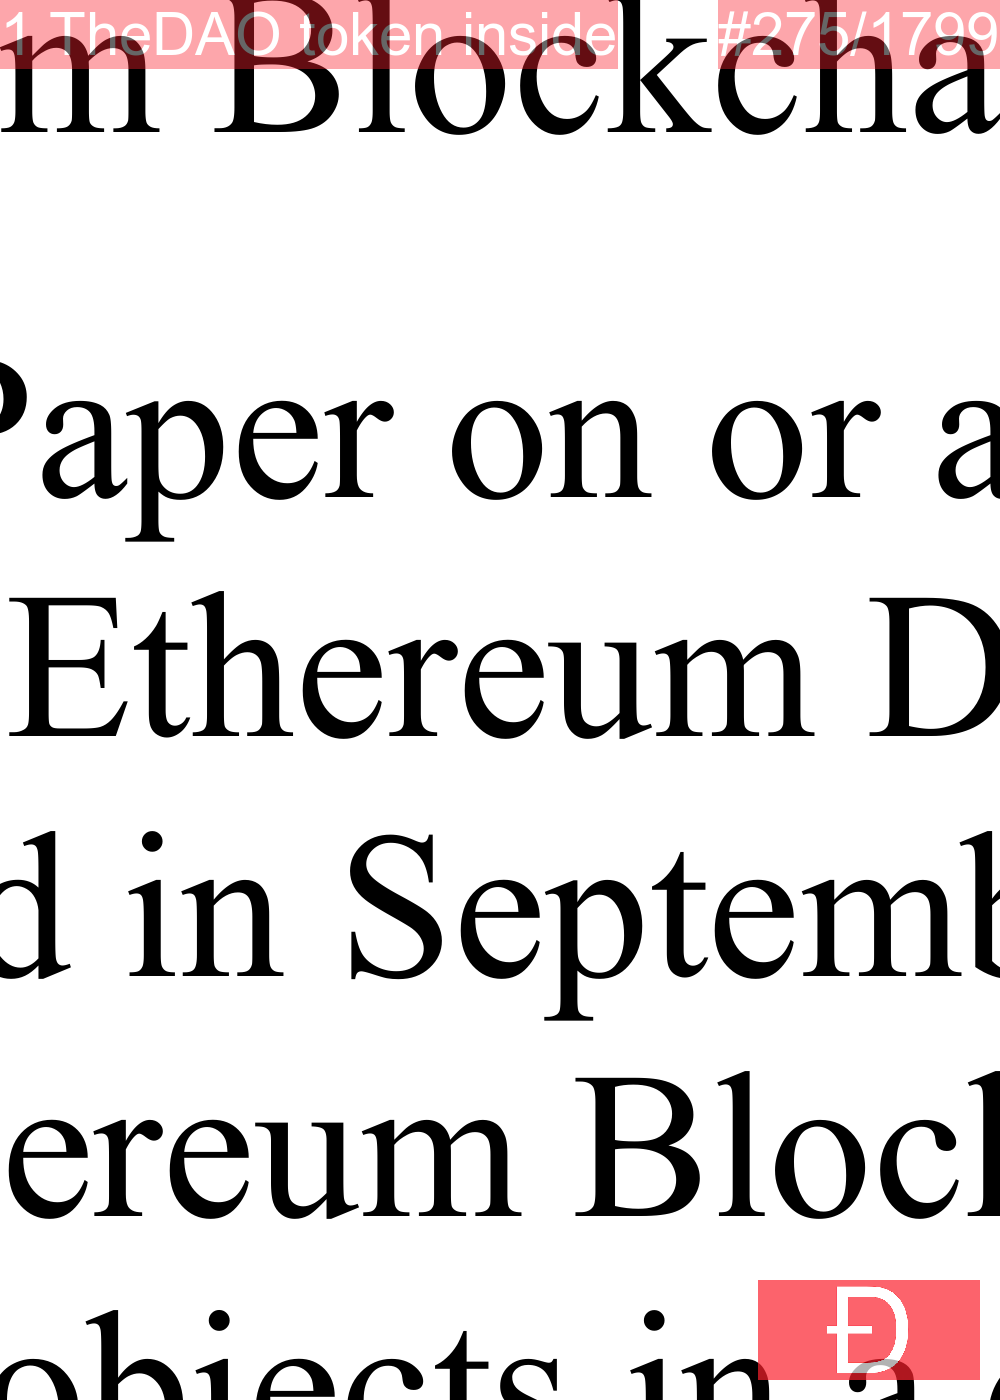 1 TheDAO token inside #275/1799
m Blockcha
Paper on or a
Ethereum D
d in Septemb
ereum Block
objects in a
Đ